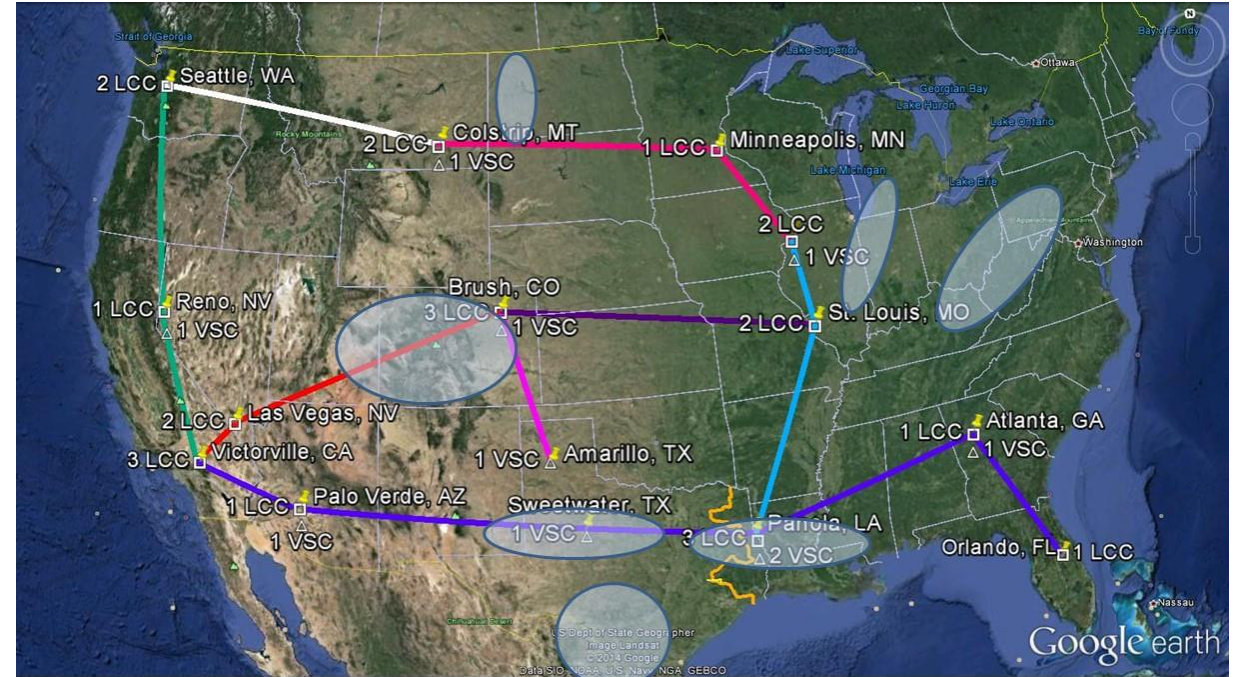 Strait of Georgia
N
Bay of Fundy
Lake Superior
Ottawa
2 LCC
Seattle, WA
Georgian Bay
Lake Huron
Lake Ontario
Rocky Mountains
Colstrip, MT
2 LCC
1 VSC
1 LCC
Minneapolis, MN
Lake Michigan
Lake Erie
Appalachian Mountains
2 LCC
1 VSC
Washington
Brush, CO
1 LCC
Reno, NV
1 VSC
3 LCC
1 VSC
2 LCC
St. Louis, MO
2 LCC
Las Vegas, NV
Atlanta, GA
1 LCC
1 VSC
3 LCC
Victorville, CA
1 VSC
Amarillo, TX
Palo Verde, AZ
1 LCC
1 VSC
Sweetwater, TX
1 VSC
Panola, LA
3 LCC
2 VSC
Orlando, FL
1 LCC
Nassau
Chihuahuan Desert
U S Dept of State Geographer
Image Landsat
© 2014 Google
Data SIO, NOAA, U.S. Navy, NGA, GEBCO
Google earth